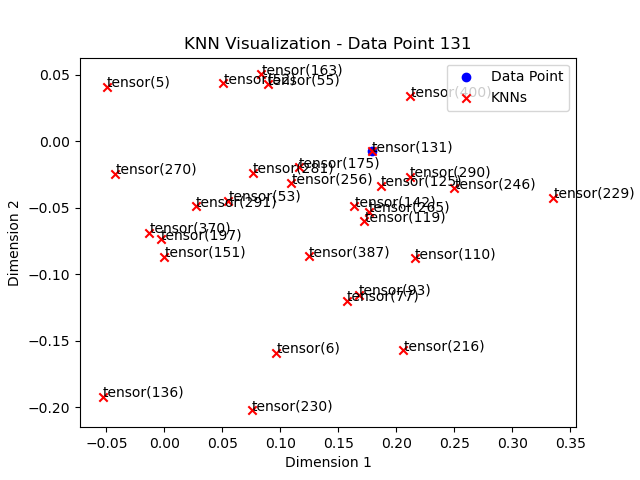 KNN Visualization - Data Point 131
Data Point
KNNs
tensor(163)
tensor(5)
tensor(52)
tensor(55)
tensor(400)
tensor(131)
tensor(175)
tensor(270)
tensor(281)
tensor(290)
tensor(256)
tensor(125)
tensor(246)
tensor(229)
tensor(53)
tensor(291)
tensor(142)
tensor(265)
tensor(119)
tensor(370)
tensor(197)
tensor(151)
tensor(387)
tensor(110)
tensor(93)
tensor(77)
tensor(6)
tensor(216)
tensor(136)
tensor(230)
0.05
0.00
−0.05
−0.10
−0.15
−0.20
Dimension 2
−0.05 0.00 0.05 0.10 0.15 0.20 0.25 0.30 0.35
Dimension 1